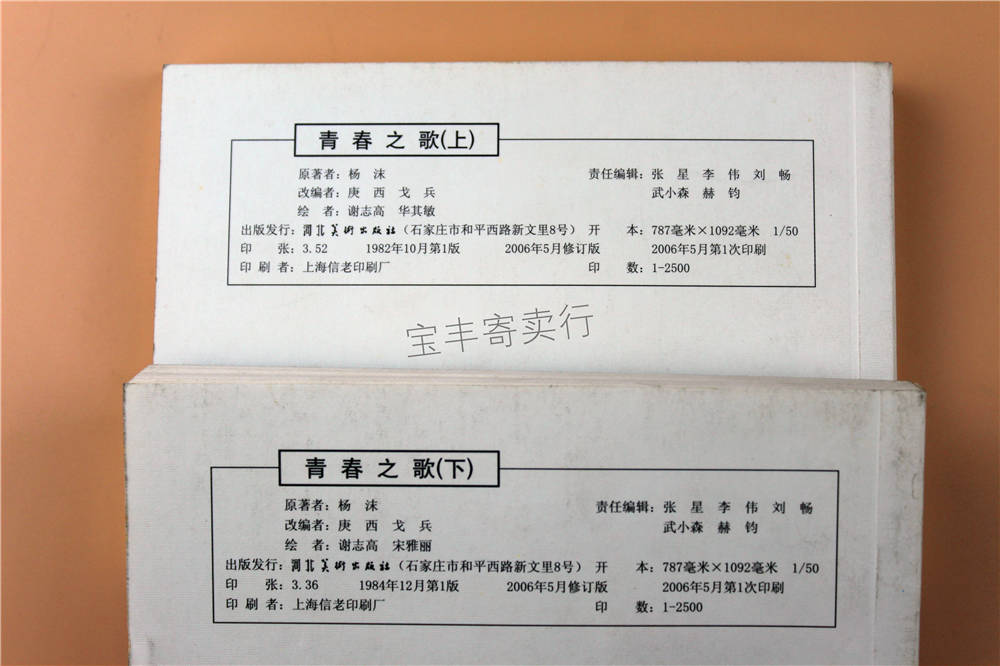 青春之歌(上)
原著者：杨 沫 责任编辑：张 星 李 伟 刘 畅
改编者：庚 西 戈 兵 武小森 赫 钧
绘 者：谢志高 华其敏
出版发行：河北美術出版社（石家庄市和平西路新文里8号） 开 本：787毫米×1092毫米 1/50
印 张：3.52 1982年10月第1版 2006年5月修订版 2006年5月第1次印刷
印 刷 者：上海信老印刷厂 印 数：1-2500
宝丰寄卖行
青春之歌(下)
原著者：杨 沫 责任编辑：张 星 李 伟 刘 畅
改编者：庚 西 戈 兵 武小森 赫 钧
绘 者：谢志高 宋雅丽
出版发行：河北美術出版社（石家庄市和平西路新文里8号） 开 本：787毫米×1092毫米 1/50
印 张：3.36 1984年12月第1版 2006年5月修订版 2006年5月第1次印刷
印 刷 者：上海信老印刷厂 印 数：1-2500